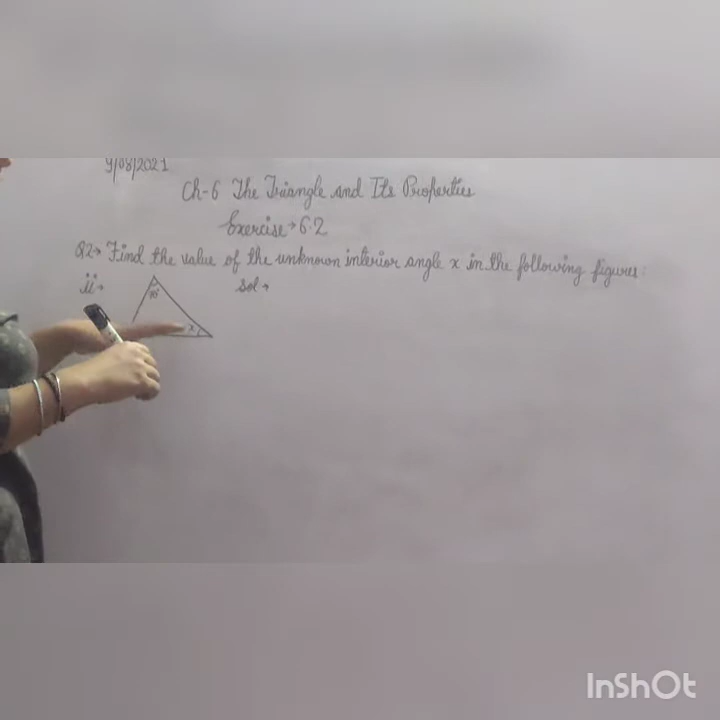 9/08/2021
Ch-6 The Triangle and Its Properties
Exercise → 6.2
Q2→ Find the value of the unknown interior angle x in the following figures:
ii→
70°
Sol→
x
InShOt